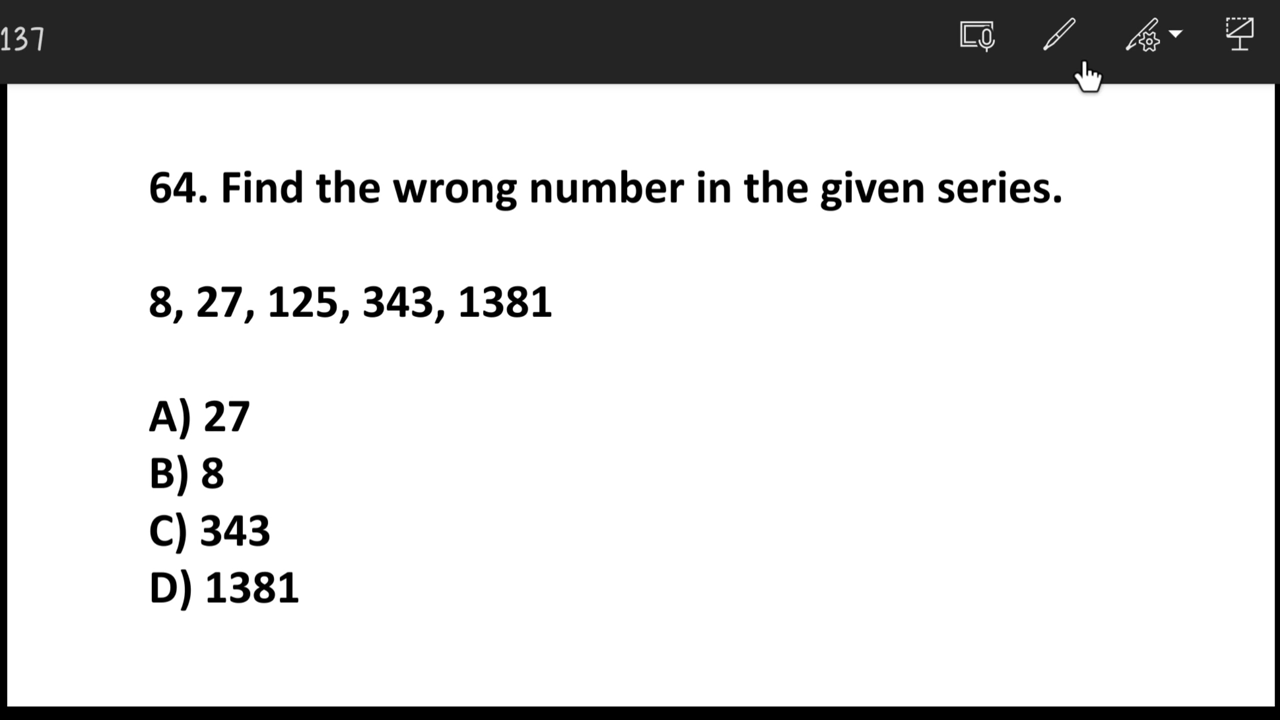 137
64. Find the wrong number in the given series.
8, 27, 125, 343, 1381
A) 27
B) 8
C) 343
D) 1381